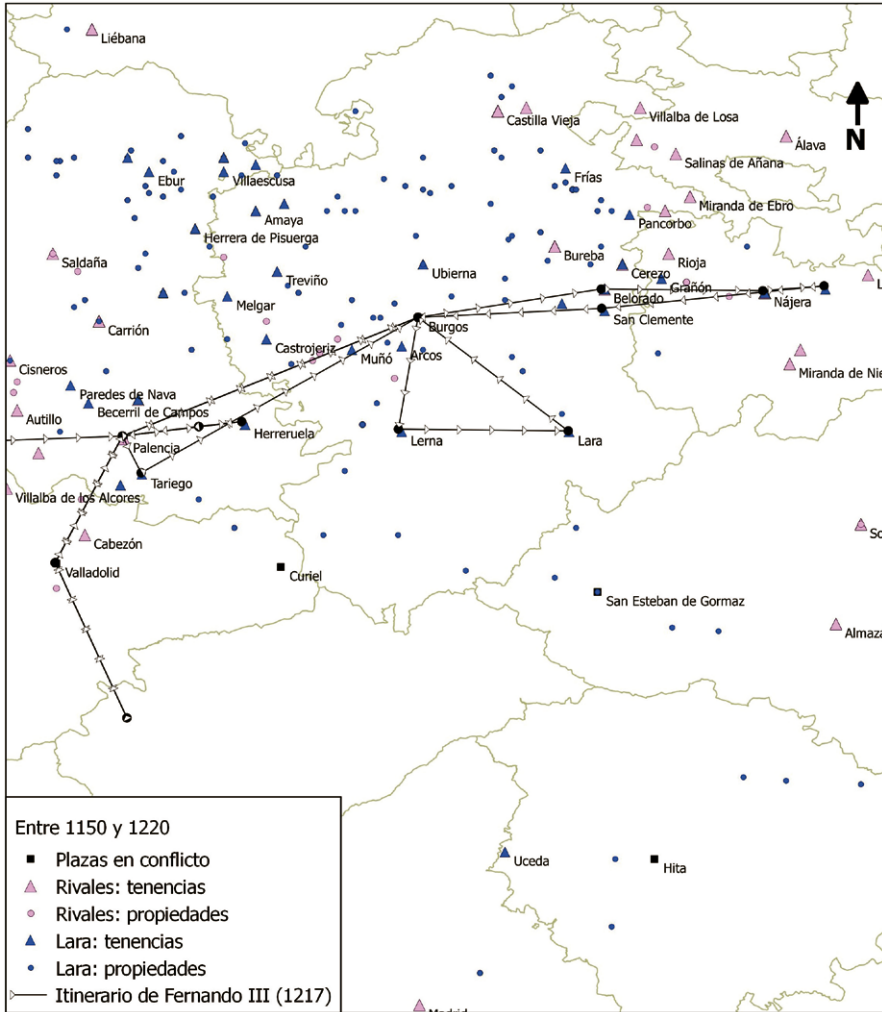 Liébana
Castilla Vieja
Villalba de Losa
Álava
N
Salinas de Añana
Ebur
Villaescusa
Frías
Miranda de Ebro
Amaya
Pancorbo
Herrera de Pisuerga
Saldaña
Bureba
Rioja
Treviño
Ubierna
Cerezo
Grañón
L
Melgar
Belorado
Nájera
Carrión
Burgos
San Clemente
Castrojeriz
Muñó
Arcos
Cisneros
Miranda de Nie
Paredes de Nava
Becerril de Campos
Autillo
Herreruela
Lerna
Lara
Palencia
Tariego
Villalba de los Alcores
Cabezón
So
Valladolid
Curiel
San Esteban de Gormaz
Almaza
Entre 1150 y 1220
Plazas en conflicto
Rivales: tenencias
Rivales: propiedades
Lara: tenencias
Lara: propiedades
Itinerario de Fernando III (1217)
Uceda
Hita